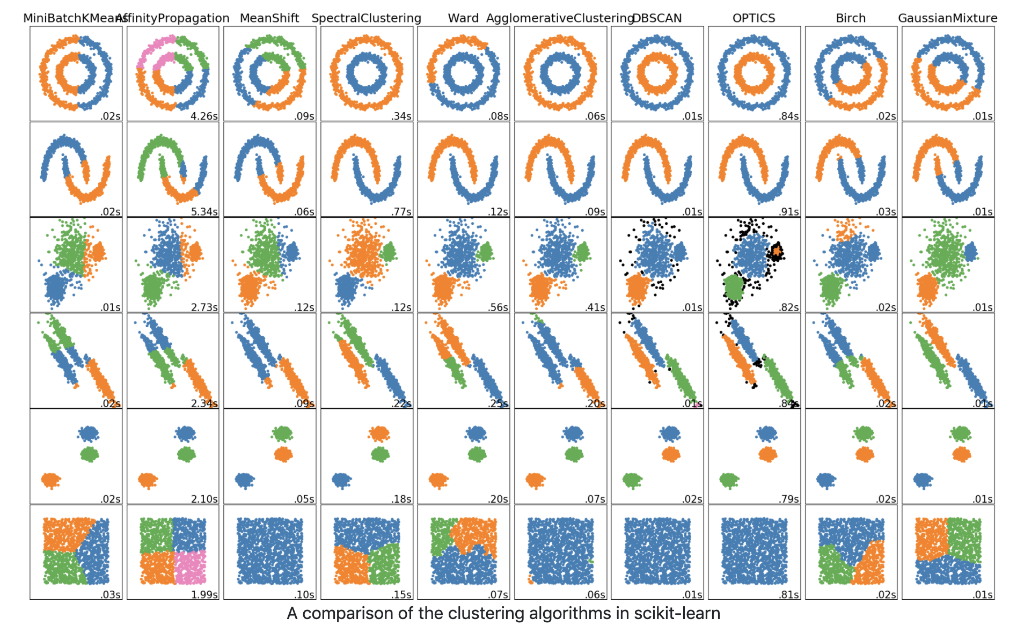 MiniBatchKMeans AffinityPropagation MeanShift SpectralClustering Ward AgglomerativeClustering DBSCAN OPTICS Birch GaussianMixture
.02s 4.26s .09s .34s .08s .06s .01s .84s .02s .01s
.02s 5.34s .06s .77s .12s .09s .01s .91s .03s .01s
.01s 2.73s .12s .12s .56s .41s .01s .82s .02s .01s
.02s 2.34s .09s .22s .25s .20s .01s .84s .02s .01s
.02s 2.10s .05s .18s .20s .07s .02s .79s .02s .01s
.03s 1.99s .10s .15s .07s .06s .01s .81s .02s .01s
A comparison of the clustering algorithms in scikit-learn